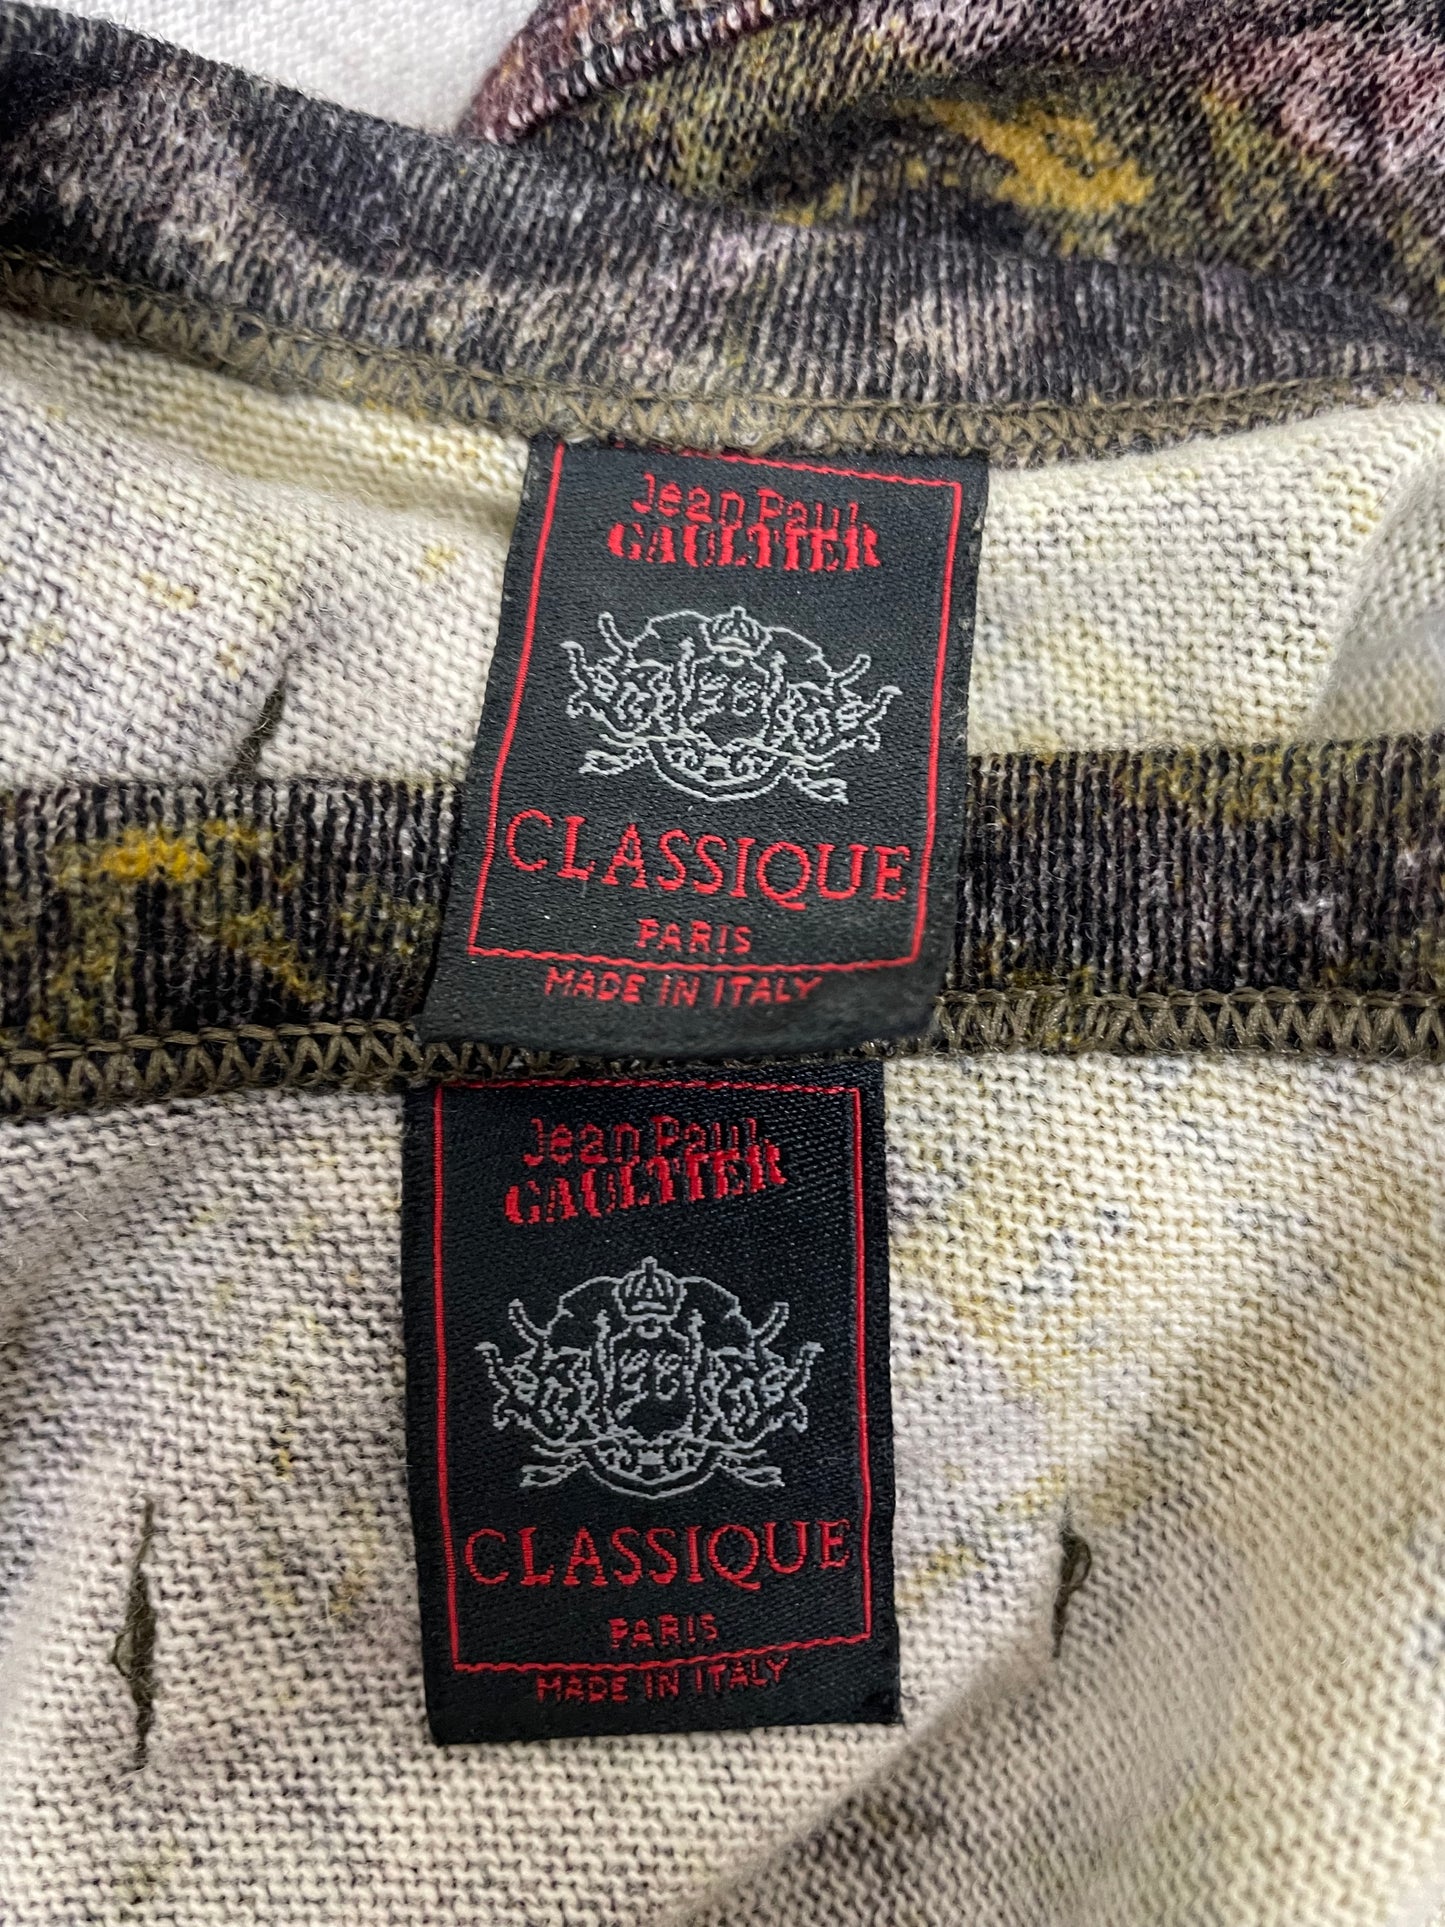 Jean Paul
GAULTIER
CLASSIQUE
PARIS
MADE IN ITALY
Jean Paul
GAULTIER
CLASSIQUE
PARIS
MADE IN ITALY